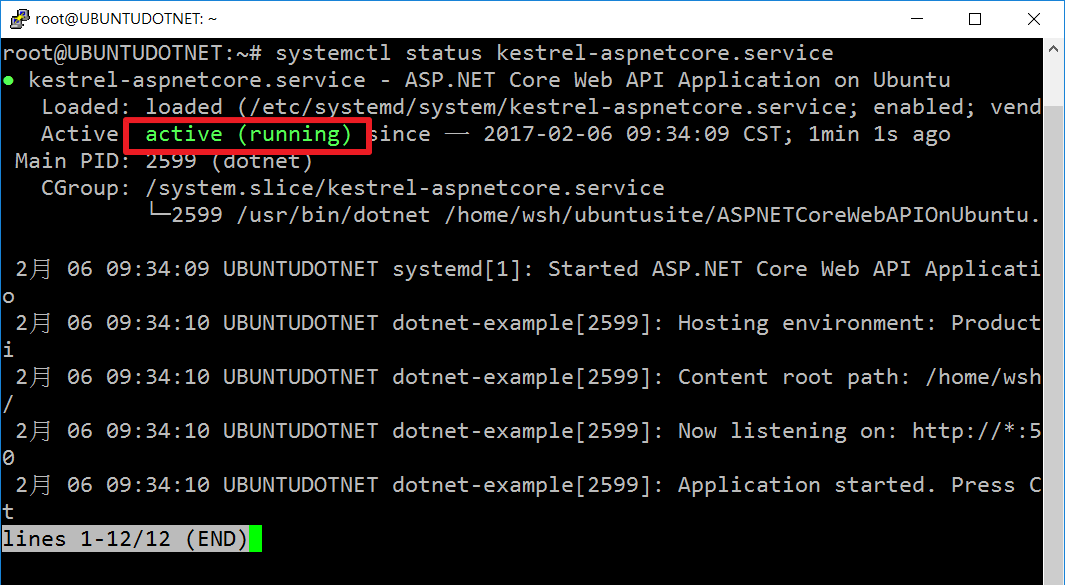 root@UBUNTUDOTNET: ~
root@UBUNTUDOTNET:~# systemctl status kestrel-aspnetcore.service
● kestrel-aspnetcore.service - ASP.NET Core Web API Application on Ubuntu
Loaded: loaded (/etc/systemd/system/kestrel-aspnetcore.service; enabled; vend
Active active (running) since 一 2017-02-06 09:34:09 CST; 1min 1s ago
Main PID: 2599 (dotnet)
CGroup: /system.slice/kestrel-aspnetcore.service
└─2599 /usr/bin/dotnet /home/wsh/ubuntusite/ASPNETCoreWebAPIOnUbuntu.
2月 06 09:34:09 UBUNTUDOTNET systemd[1]: Started ASP.NET Core Web API Applicati
o
2月 06 09:34:10 UBUNTUDOTNET dotnet-example[2599]: Hosting environment: Product
i
2月 06 09:34:10 UBUNTUDOTNET dotnet-example[2599]: Content root path: /home/wsh
/
2月 06 09:34:10 UBUNTUDOTNET dotnet-example[2599]: Now listening on: http://*:5
0
2月 06 09:34:10 UBUNTUDOTNET dotnet-example[2599]: Application started. Press C
t
lines 1-12/12 (END)